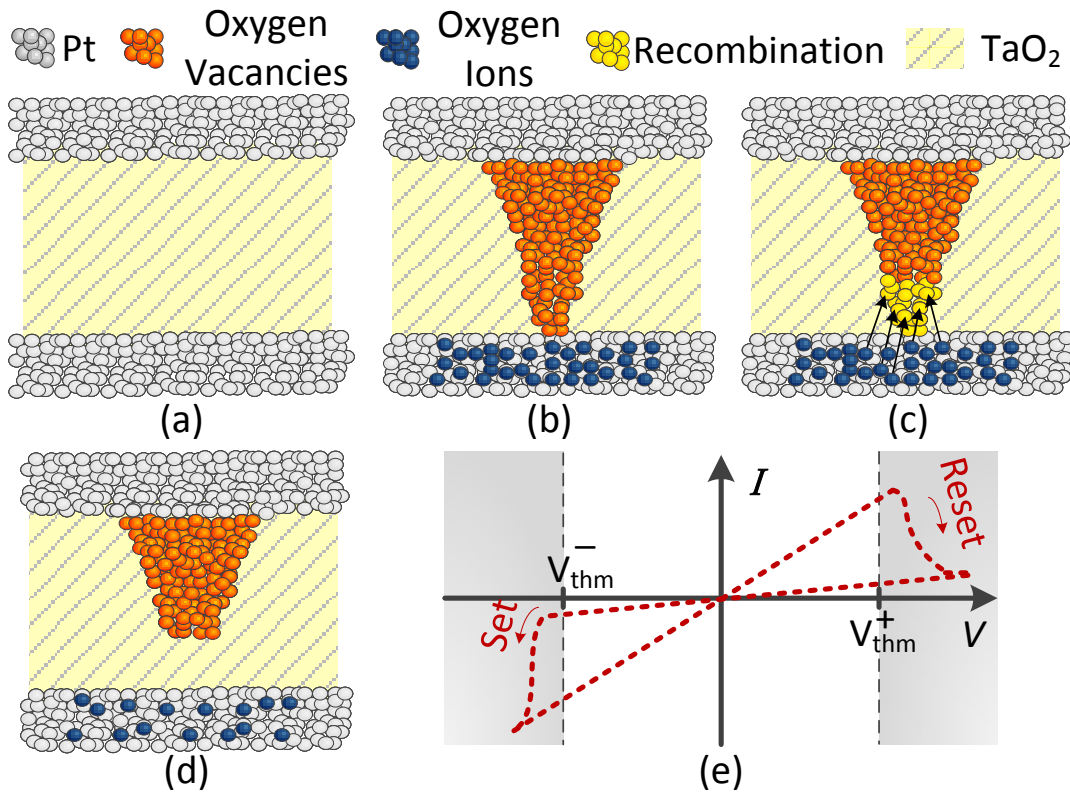 Pt
Oxygen Vacancies
Oxygen Ions
Recombination
TaO₂
(a)
(b)
(c)
(d)
I
Reset
V⁻thm
Set
V⁺thm
V
(e)